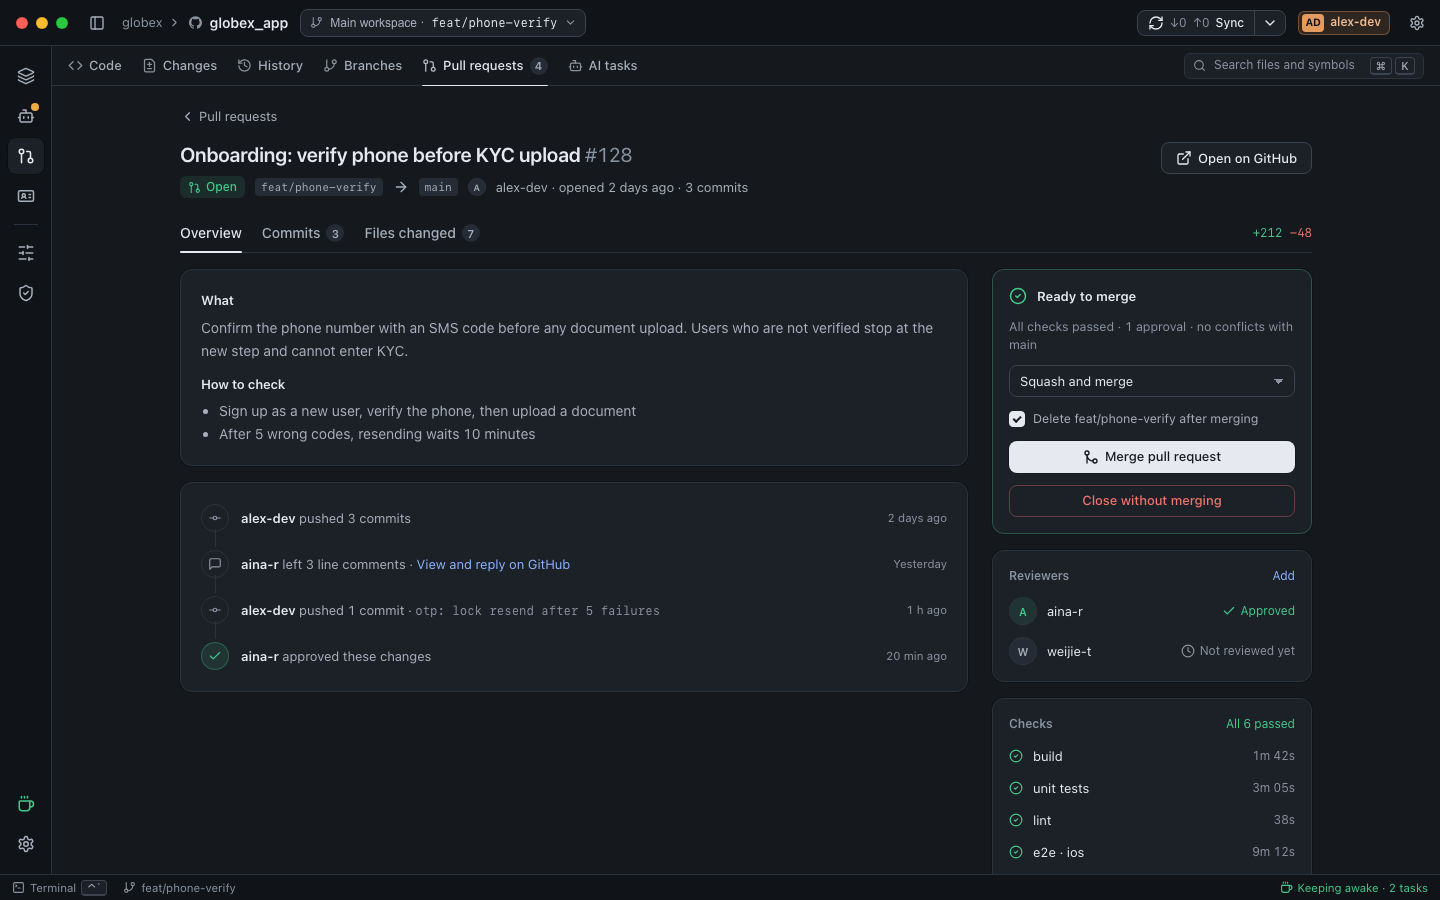 globex
globex_app
Main workspace · feat/phone-verify
↓0 ↑0 Sync
AD alex-dev
Code
Changes
History
Branches
Pull requests 4
AI tasks
Search files and symbols ⌘ K
Pull requests
Onboarding: verify phone before KYC upload #128
Open on GitHub
Open feat/phone-verify → main A alex-dev · opened 2 days ago · 3 commits
Overview
Commits 3
Files changed 7
+212 −48
What
Confirm the phone number with an SMS code before any document upload. Users who are not verified stop at the
new step and cannot enter KYC.
How to check
• Sign up as a new user, verify the phone, then upload a document
• After 5 wrong codes, resending waits 10 minutes
alex-dev pushed 3 commits 2 days ago
aina-r left 3 line comments · View and reply on GitHub Yesterday
alex-dev pushed 1 commit · otp: lock resend after 5 failures 1 h ago
aina-r approved these changes 20 min ago
Ready to merge
All checks passed · 1 approval · no conflicts with
main
Squash and merge
Delete feat/phone-verify after merging
Merge pull request
Close without merging
Reviewers Add
A aina-r Approved
W weijie-t Not reviewed yet
Checks All 6 passed
build 1m 42s
unit tests 3m 05s
lint 38s
e2e · ios 9m 12s
Terminal ⌃`
feat/phone-verify
Keeping awake · 2 tasks